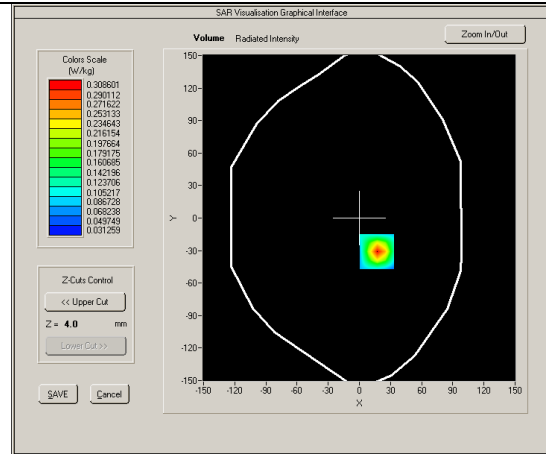 SAR Visualisation Graphical Interface
Volume Radiated Intensity
Zoom In/Out
Colors Scale
(W/kg)
0.308601
0.290112
0.271622
0.253133
0.234643
0.216154
0.197664
0.179175
0.160685
0.142196
0.123706
0.105217
0.086728
0.068238
0.049749
0.031259
Z-Cuts Control
<< Upper Cut
Z = 4.0 mm
Lower Cut >>
SAVE Cancel
150
120
90
60
30
0
-30
-60
-90
-120
-150
Y
-150 -120 -90 -60 -30 0 30 60 90 120 150
X